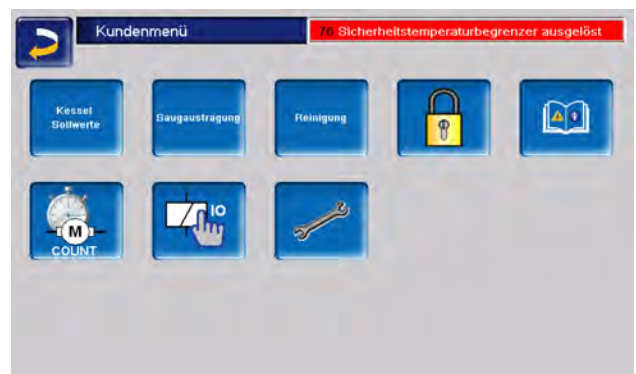 Kundenmenü
76 Sicherheitstemperaturbegrenzer ausgelöst
Kessel
Sollwerte
Saugaustragung
Reinigung
M
COUNT
IO